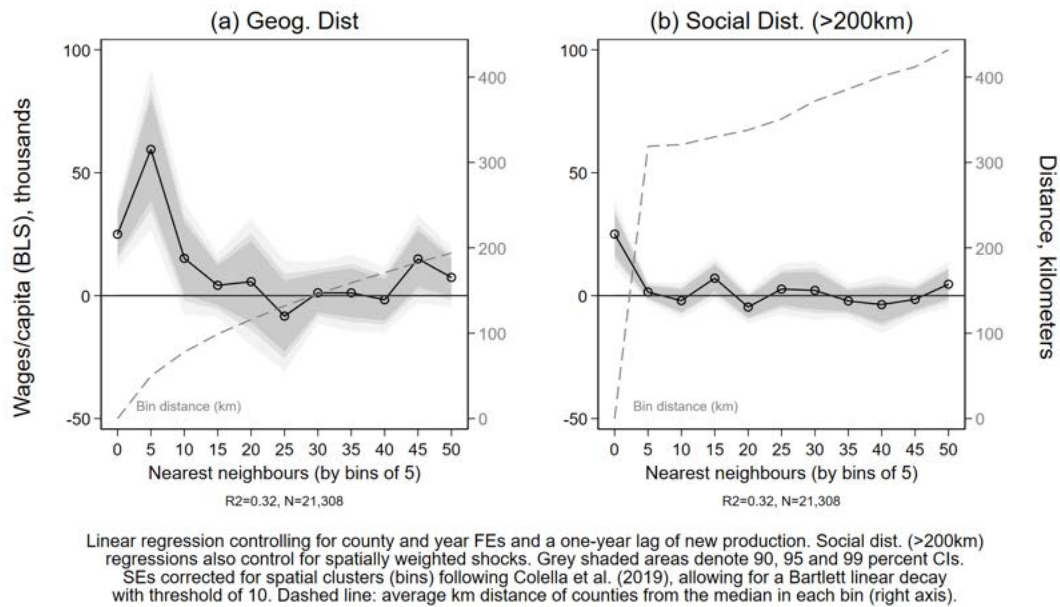 (a) Geog. Dist
(b) Social Dist. (>200km)
Wages/capita (BLS), thousands
100
50
0
-50
400
300
200
100
0
Bin distance (km)
0 5 10 15 20 25 30 35 40 45 50
Nearest neighbours (by bins of 5)
R2=0.32, N=21,308
100
50
0
-50
400
300
200
100
0
Distance, kilometers
Bin distance (km)
0 5 10 15 20 25 30 35 40 45 50
Nearest neighbours (by bins of 5)
R2=0.32, N=21,308
Linear regression controlling for county and year FEs and a one-year lag of new production. Social dist. (>200km)
regressions also control for spatially weighted shocks. Grey shaded areas denote 90, 95 and 99 percent CIs.
SEs corrected for spatial clusters (bins) following Colella et al. (2019), allowing for a Bartlett linear decay
with threshold of 10. Dashed line: average km distance of counties from the median in each bin (right axis).